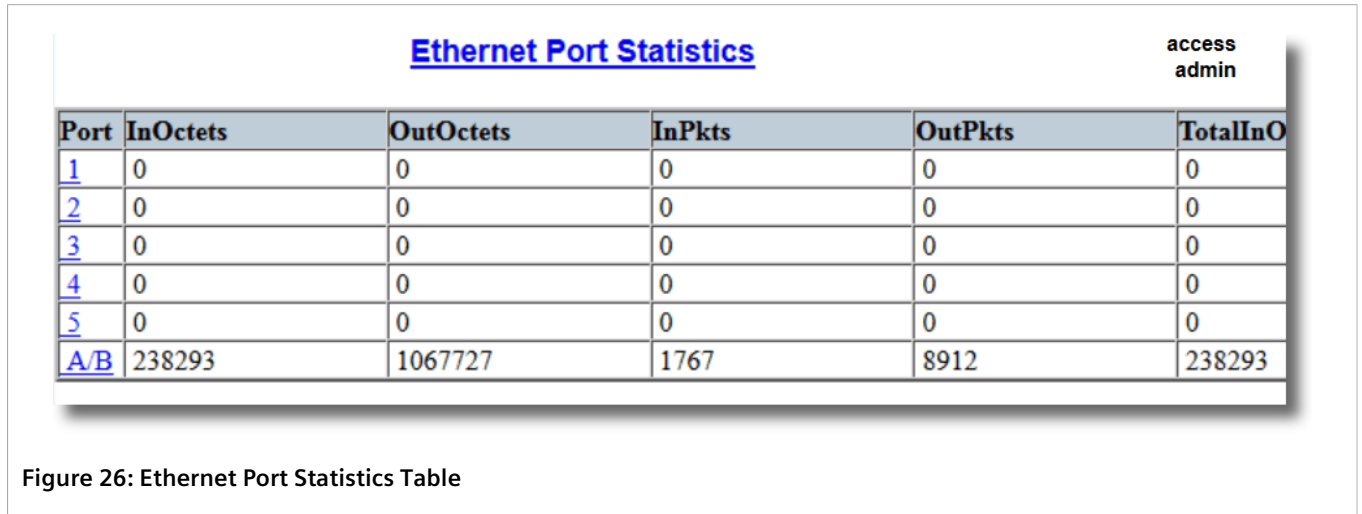 Ethernet Port Statistics
access
admin
Port InOctets OutOctets InPkts OutPkts TotalInO
1 0 0 0 0 0
2 0 0 0 0 0
3 0 0 0 0 0
4 0 0 0 0 0
5 0 0 0 0 0
A/B 238293 1067727 1767 8912 238293
Figure 26: Ethernet Port Statistics Table